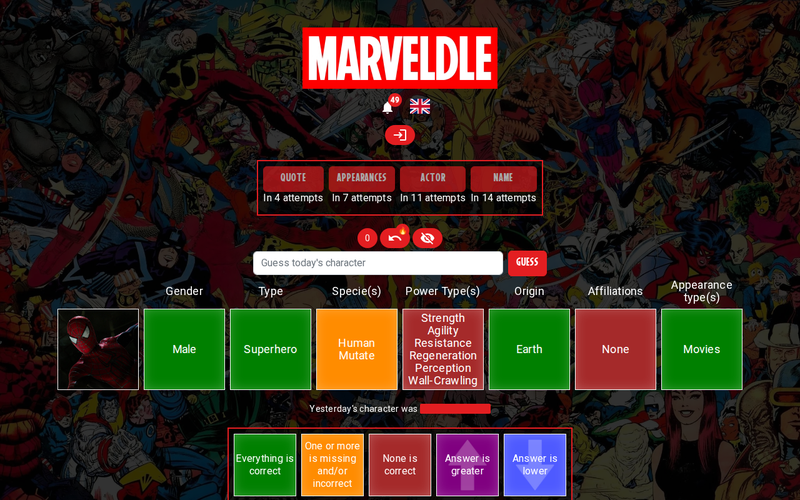 MARVELDLE
49
QUOTE APPEARANCES ACTOR NAME
In 4 attempts In 7 attempts In 11 attempts In 14 attempts
0
Guess today's character GUESS
Gender Type Specie(s) Power Type(s) Origin Affiliations Appearance
type(s)
Male
Superhero
Human
Mutate
Strength
Agility
Resistance
Regeneration
Perception
Wall-Crawling
Earth
None
Movies
Yesterday's character was
Everything is
correct
One or more
is missing
and/or
incorrect
None is
correct
Answer is
greater
Answer is
lower